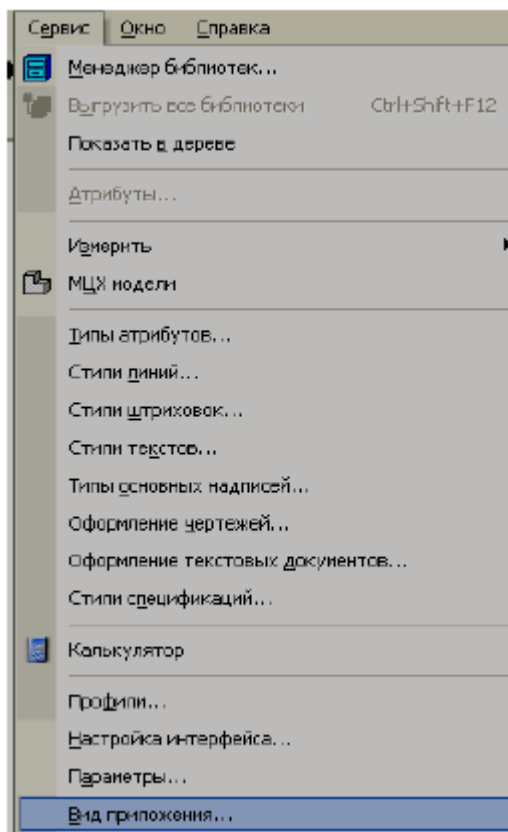 Сервис Окно Справка
Менеджер библиотек...
Выгрузить все библиотеки Ctrl+Shift+F12
Показать в дереве
Атрибуты...
Измерить
МЦХ модели
Типы атрибутов...
Стили линий...
Стили штриховок...
Стили текстов...
Типы основных надписей...
Оформление чертежей...
Оформление текстовых документов...
Стили спецификаций...
Калькулятор
Профили...
Настройка интерфейса...
Параметры...
Вид приложения...